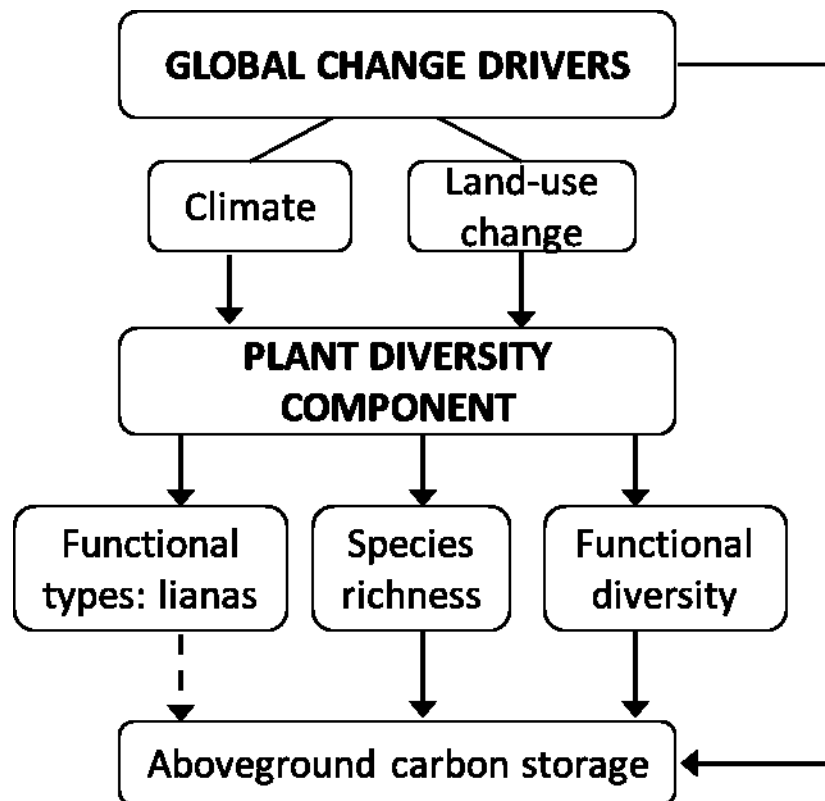 GLOBAL CHANGE DRIVERS
Climate
Land-use
change
PLANT DIVERSITY
COMPONENT
Functional
types: lianas
Species
richness
Functional
diversity
Aboveground carbon storage